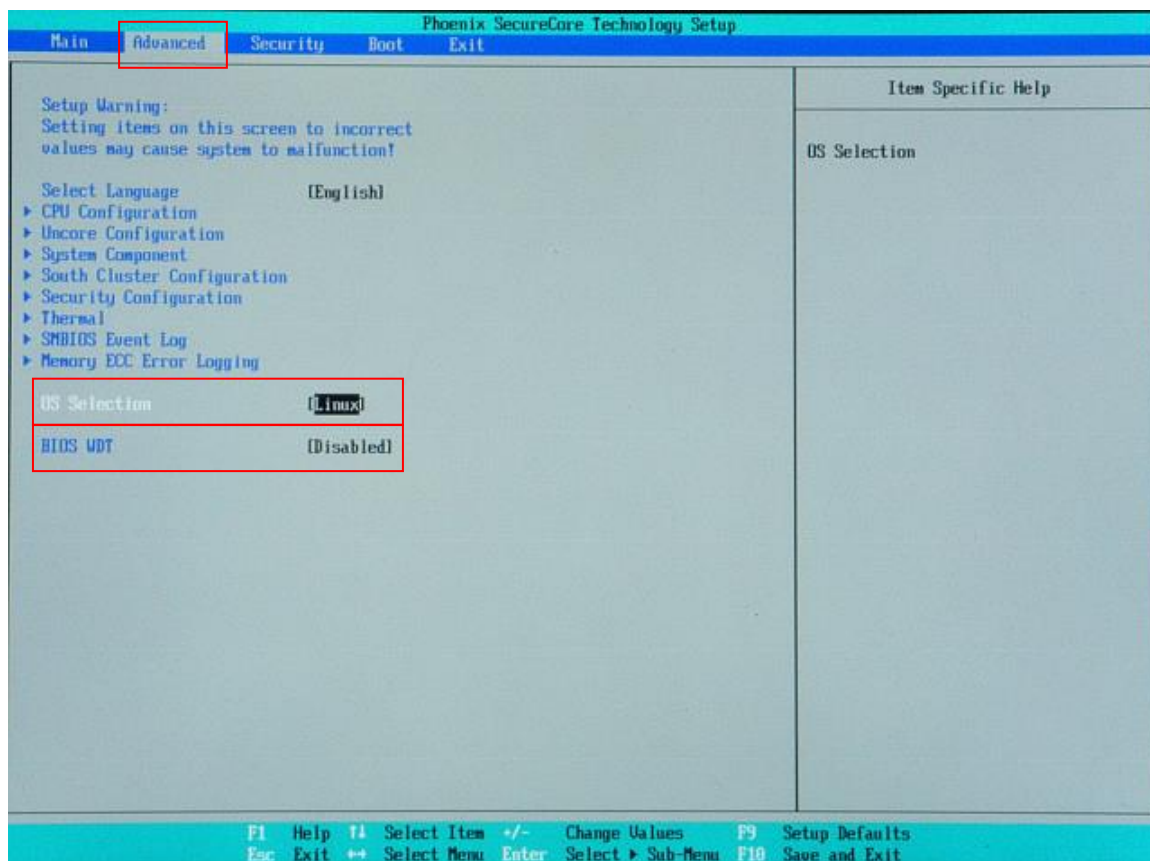 Phoenix SecureCore Technology Setup
Main Advanced Security Boot Exit
Item Specific Help
Setup Warning:
Setting items on this screen to incorrect
values may cause system to malfunction!
OS Selection
Select Language [English]
▶ CPU Configuration
▶ Uncore Configuration
▶ System Component
▶ South Cluster Configuration
▶ Security Configuration
▶ Thermal
▶ SMBIOS Event Log
▶ Memory ECC Error Logging
OS Selection [Linux]
BIOS WDT [Disabled]
F1 Help ↑↓ Select Item +/- Change Values F9 Setup Defaults
Esc Exit ↔ Select Menu Enter Select ▶ Sub-Menu F10 Save and Exit